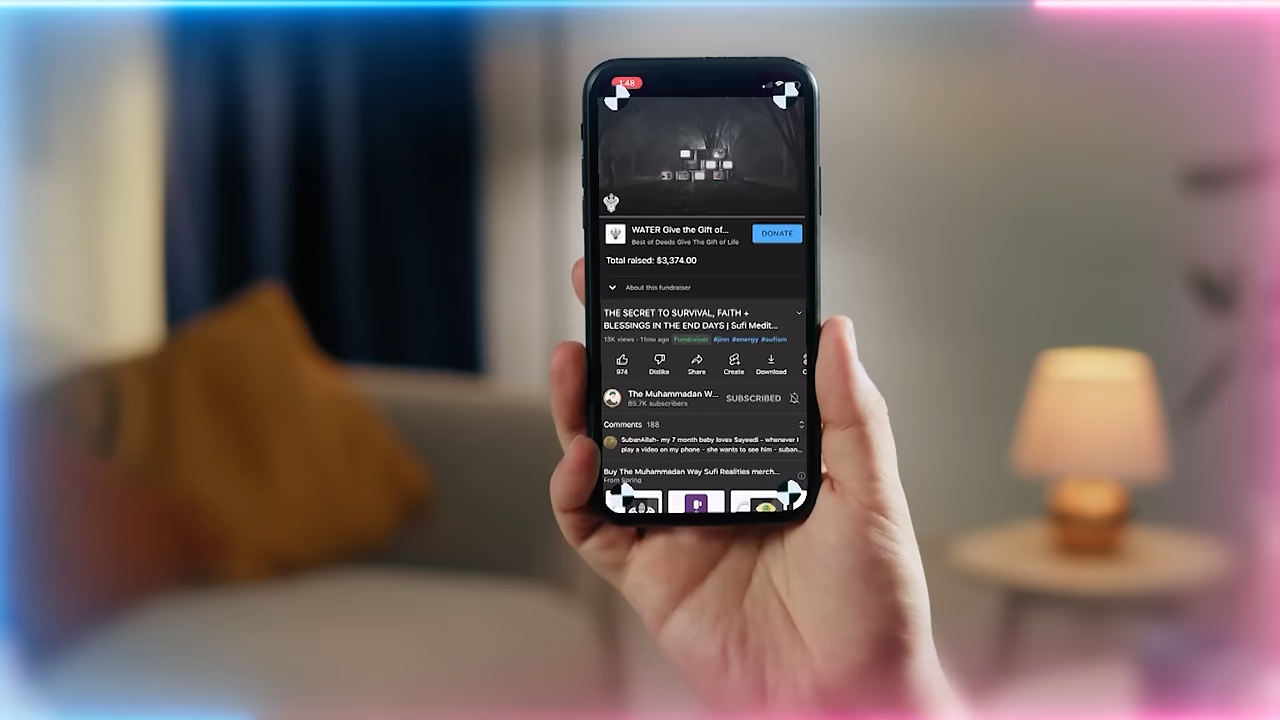 1:48
WATER Give the Gift of...
Best of Deeds Give The Gift of Life
DONATE
Total raised: $3,374.00
About this fundraiser
THE SECRET TO SURVIVAL, FAITH +
BLESSINGS IN THE END DAYS | Sufi Medit...
13K views · 11mo ago Fundraiser #jinn #energy #sufism
974
Dislike
Share
Create
Download
C
The Muhammadan W...
85.7K subscribers
SUBSCRIBED
Comments 188
SubanAllah- my 7 month baby loves Sayeedi - whenever I
play a video on my phone - she wants to see him - suban...
Buy The Muhammadan Way Sufi Realities merch...
From Spring